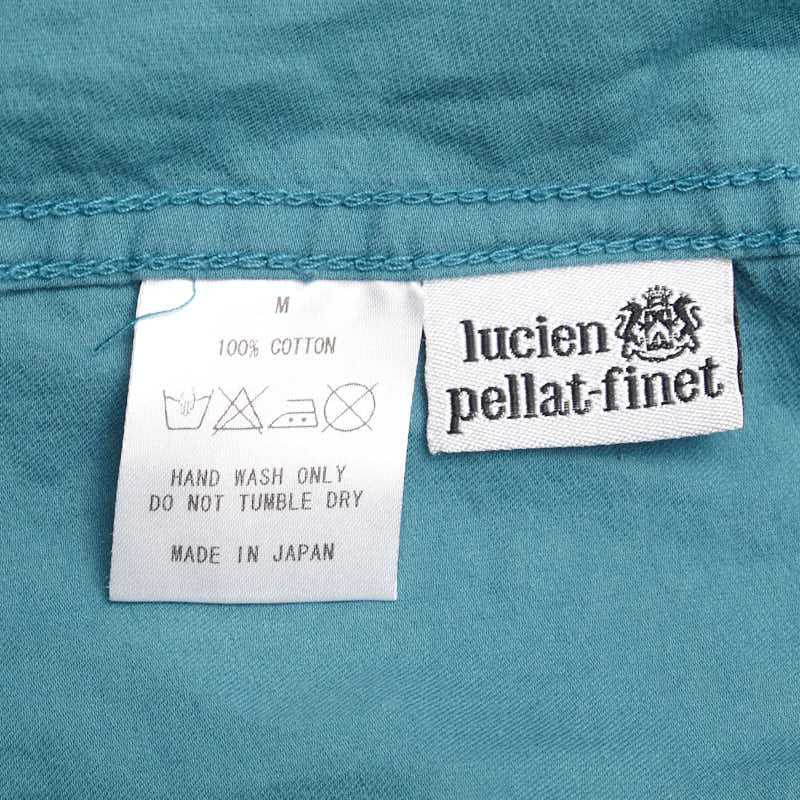 M
100% COTTON
HAND WASH ONLY
DO NOT TUMBLE DRY
MADE IN JAPAN
lucien
pellat-finet